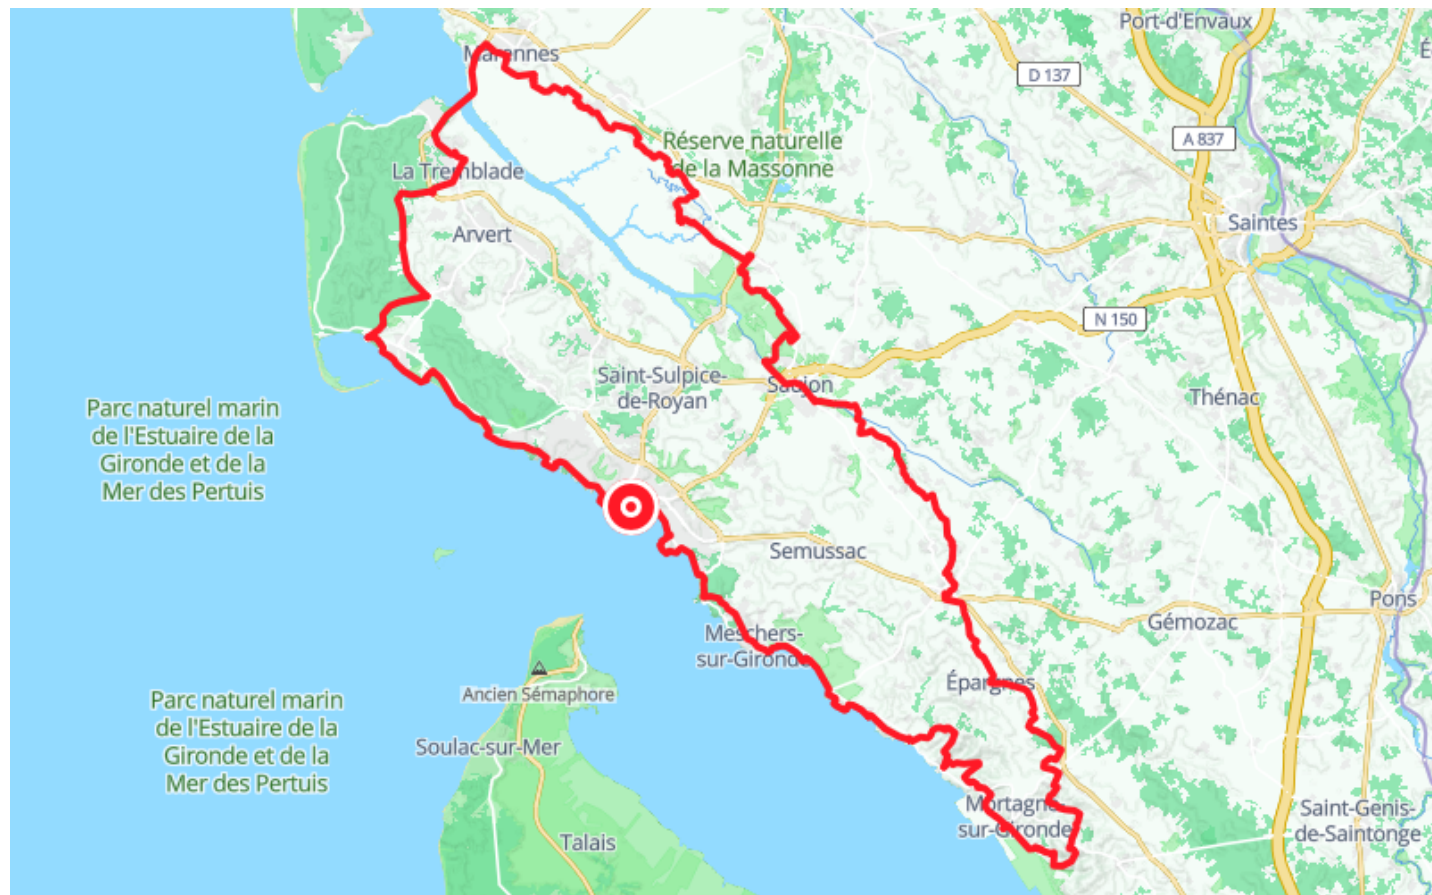 Port-d'Envaux
Marennes
D 137
A 837
Réserve naturelle
de la Massonne
La Tremblade
Saintes
Arvert
N 150
Saint-Sulpice-
de-Royan
Saujon
Thénac
Parc naturel marin
de l'Estuaire de la
Gironde et de la
Mer des Pertuis
Semussac
Pons
Gémozac
Meschers-
sur-Gironde
Épargnes
Ancien Sémaphore
Parc naturel marin
de l'Estuaire de la
Gironde et de la
Mer des Pertuis
Soulac-sur-Mer
Mortagne-
sur-Gironde
Saint-Genis-
de-Saintonge
Talais